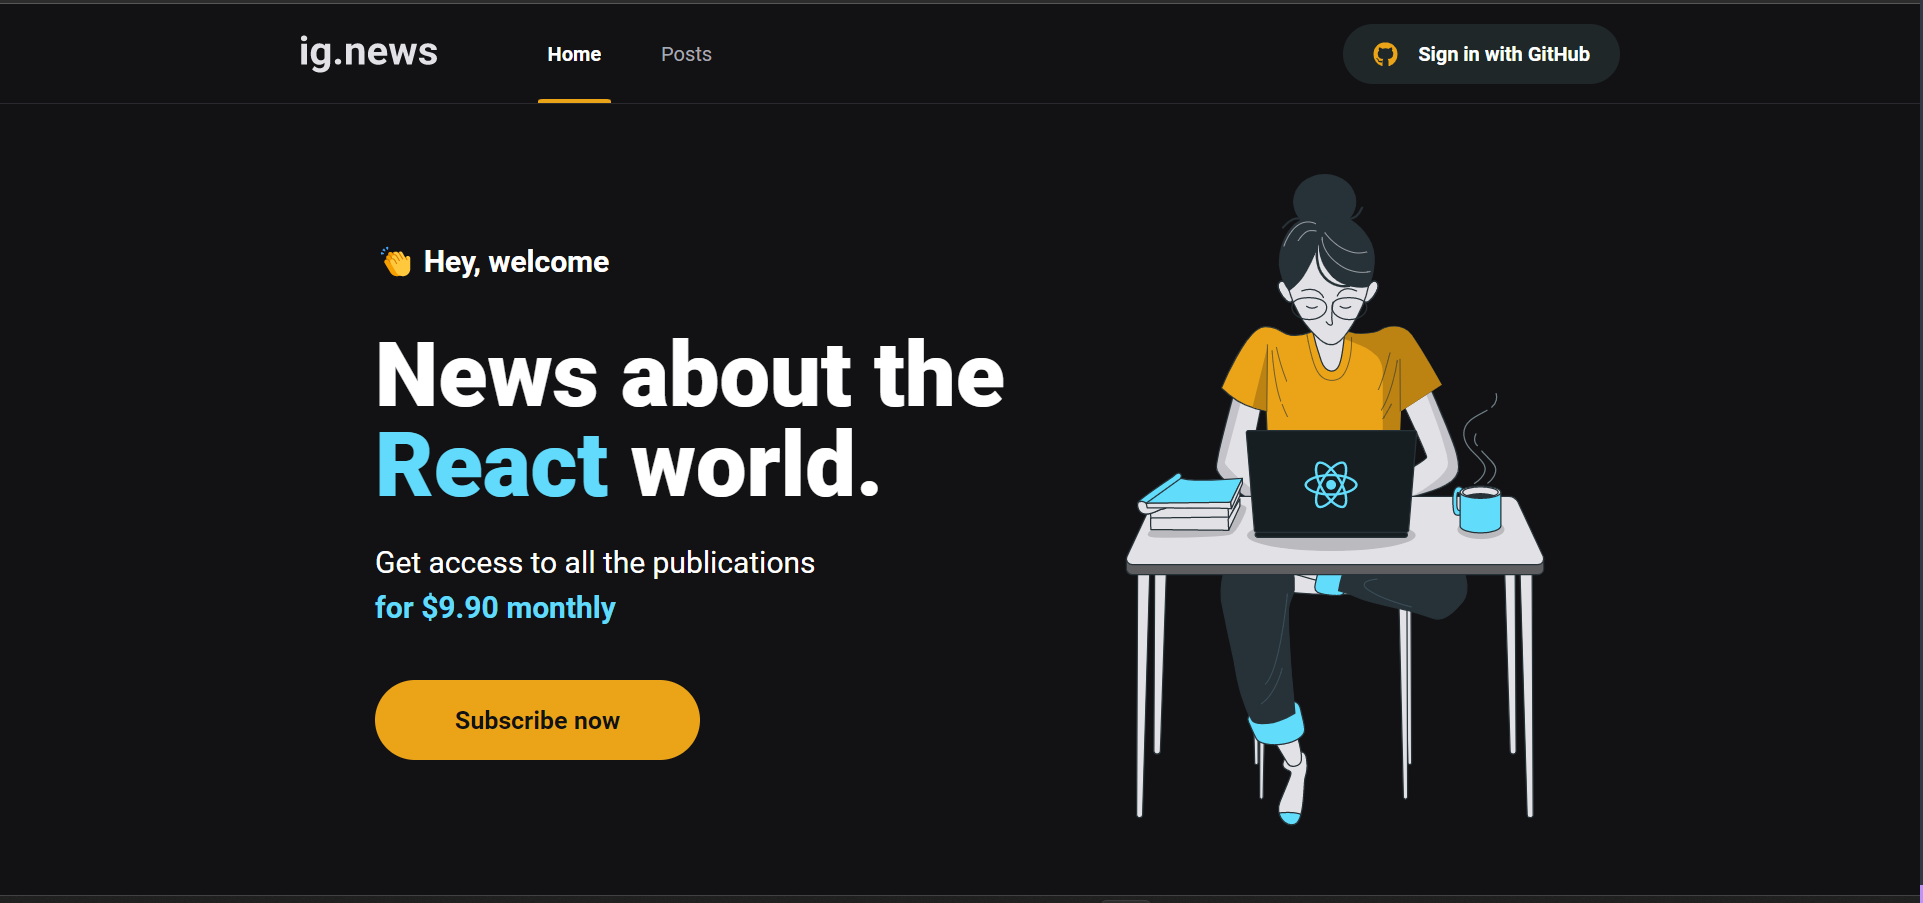 ig.news
Home
Posts
Sign in with GitHub
👏 Hey, welcome
News about the
React world.
Get access to all the publications
for $9.90 monthly
Subscribe now